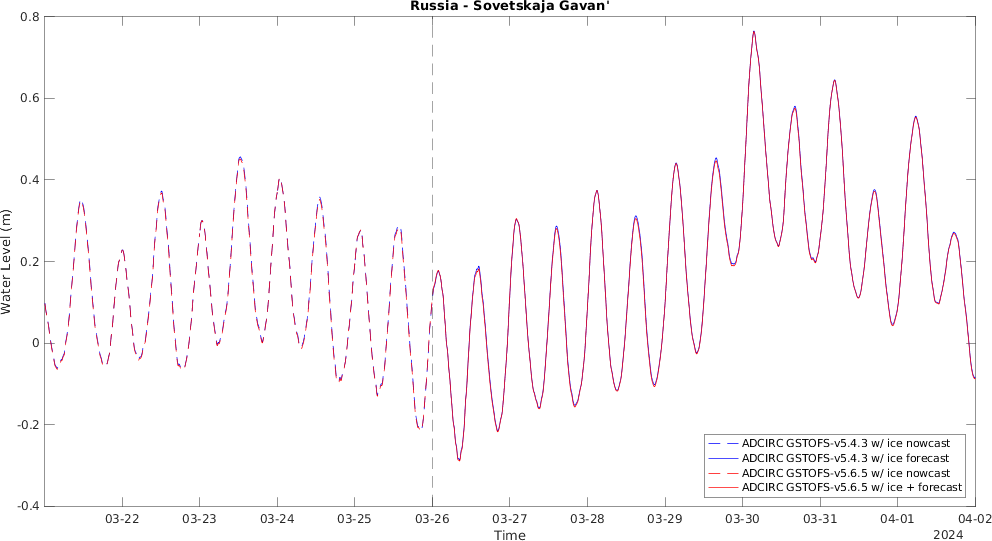 Russia - Sovetskaja Gavan'
Water Level (m)
0.8
0.6
0.4
0.2
0
-0.2
-0.4
ADCIRC GSTOFS-v5.4.3 w/ ice nowcast
ADCIRC GSTOFS-v5.4.3 w/ ice forecast
ADCIRC GSTOFS-v5.6.5 w/ ice nowcast
ADCIRC GSTOFS-v5.6.5 w/ ice + forecast
03-22 03-23 03-24 03-25 03-26 03-27 03-28 03-29 03-30 03-31 04-01 04-02
Time 2024